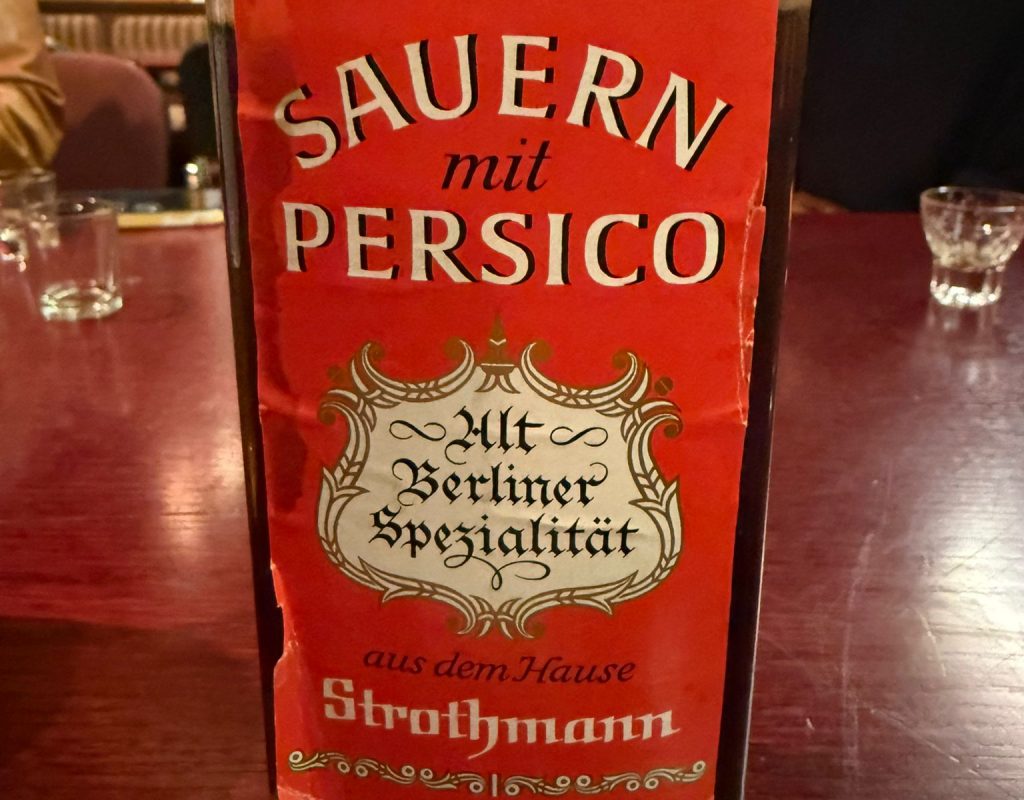 SAUERN
mit
PERSICO
Alt
Berliner
Spezialität
aus dem Hause
Strothmann